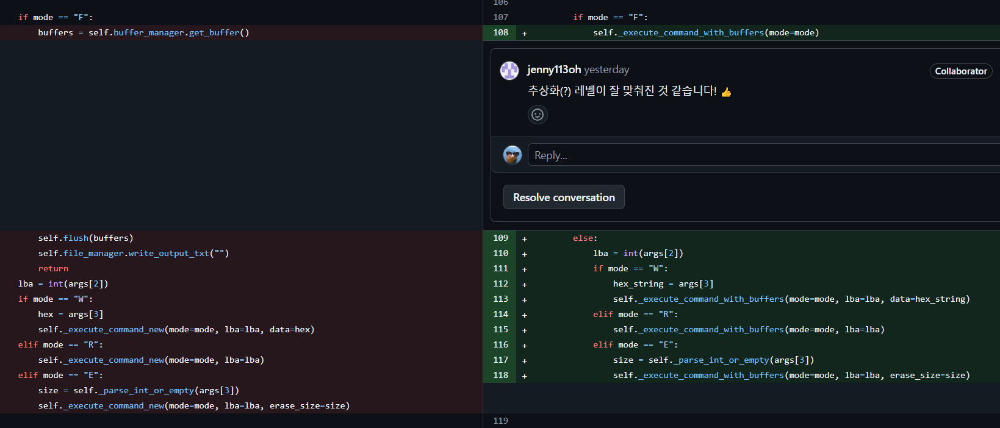 if mode == "F":
    buffers = self.buffer_manager.get_buffer()
    self.flush(buffers)
    self.file_manager.write_output_txt("")
    return
lba = int(args[2])
if mode == "W":
    hex = args[3]
    self._execute_command_new(mode=mode, lba=lba, data=hex)
elif mode == "R":
    self._execute_command_new(mode=mode, lba=lba)
elif mode == "E":
    size = self._parse_int_or_empty(args[3])
    self._execute_command_new(mode=mode, lba=lba, erase_size=size)
106
107 if mode == "F":
108 + self._execute_command_with_buffers(mode=mode)
jenny113oh yesterday
Collaborator
추상화(?) 레벨이 잘 맞춰진 것 같습니다! 👍
Reply...
Resolve conversation
109 + else:
110 + lba = int(args[2])
111 + if mode == "W":
112 + hex_string = args[3]
113 + self._execute_command_with_buffers(mode=mode, lba=lba, data=hex_string)
114 + elif mode == "R":
115 + self._execute_command_with_buffers(mode=mode, lba=lba)
116 + elif mode == "E":
117 + size = self._parse_int_or_empty(args[3])
118 + self._execute_command_with_buffers(mode=mode, lba=lba, erase_size=size)
119